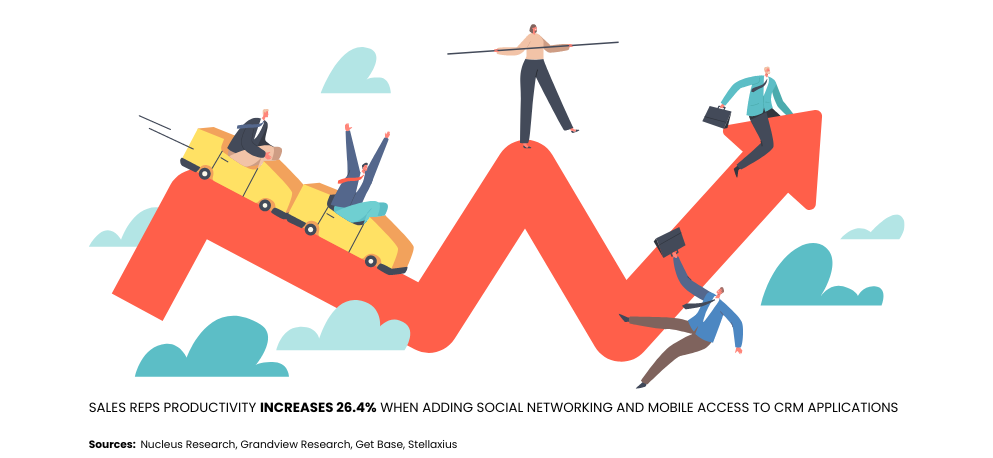 SALES REPS PRODUCTIVITY INCREASES 26.4% WHEN ADDING SOCIAL NETWORKING AND MOBILE ACCESS TO CRM APPLICATIONS
Sources: Nucleus Research, Grandview Research, Get Base, Stellaxius